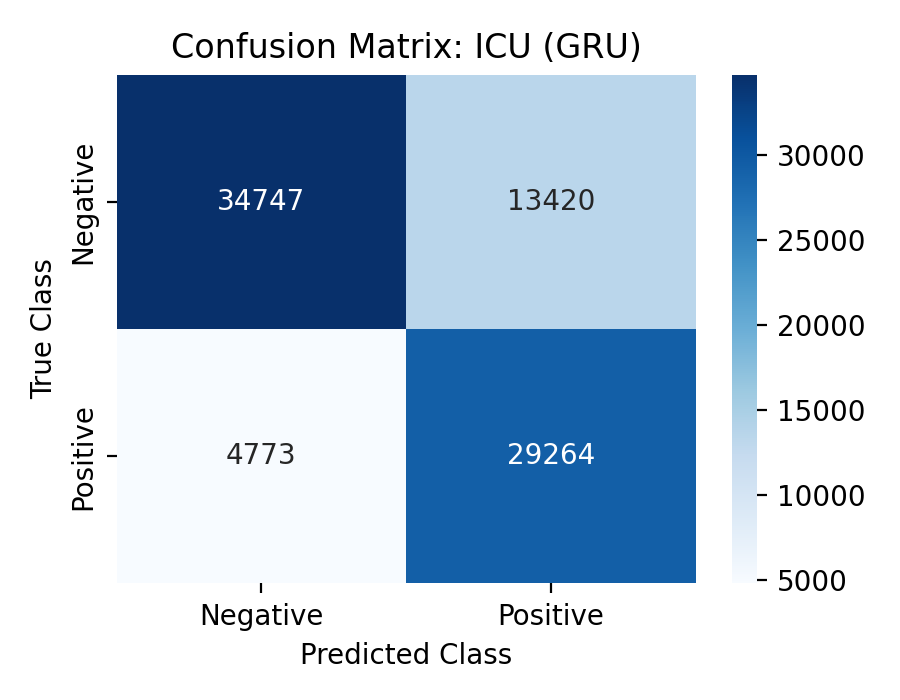 Confusion Matrix: ICU (GRU)
True Class
Negative
34747
13420
Positive
4773
29264
Negative
Positive
Predicted Class
30000
25000
20000
15000
10000
5000